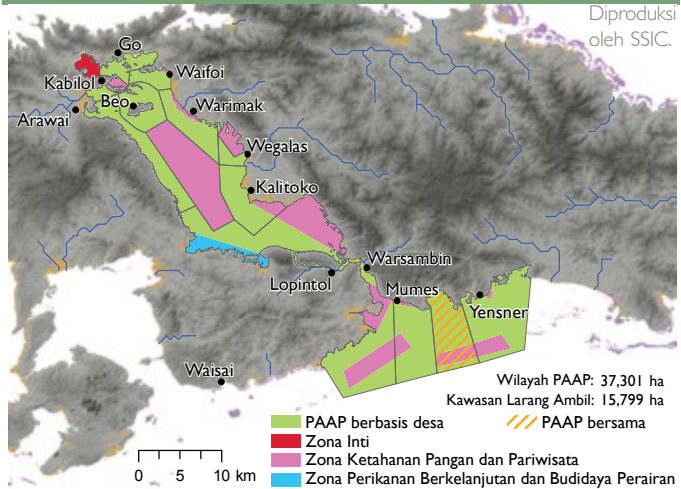 Diproduksi
oleh SSIC.
Go
Waifoi
Kabilol
Beo
Warimak
Arawai
Wegalas
Kalitoko
Warsambin
Lopintol
Mumes
Yensner
Waisai
Wilayah PAAP: 37,301 ha
Kawasan Larang Ambil: 15,799 ha
PAAP berbasis desa
PAAP bersama
Zona Inti
Zona Ketahanan Pangan dan Pariwisata
Zona Perikanan Berkelanjutan dan Budidaya Perairan
0 5 10 km